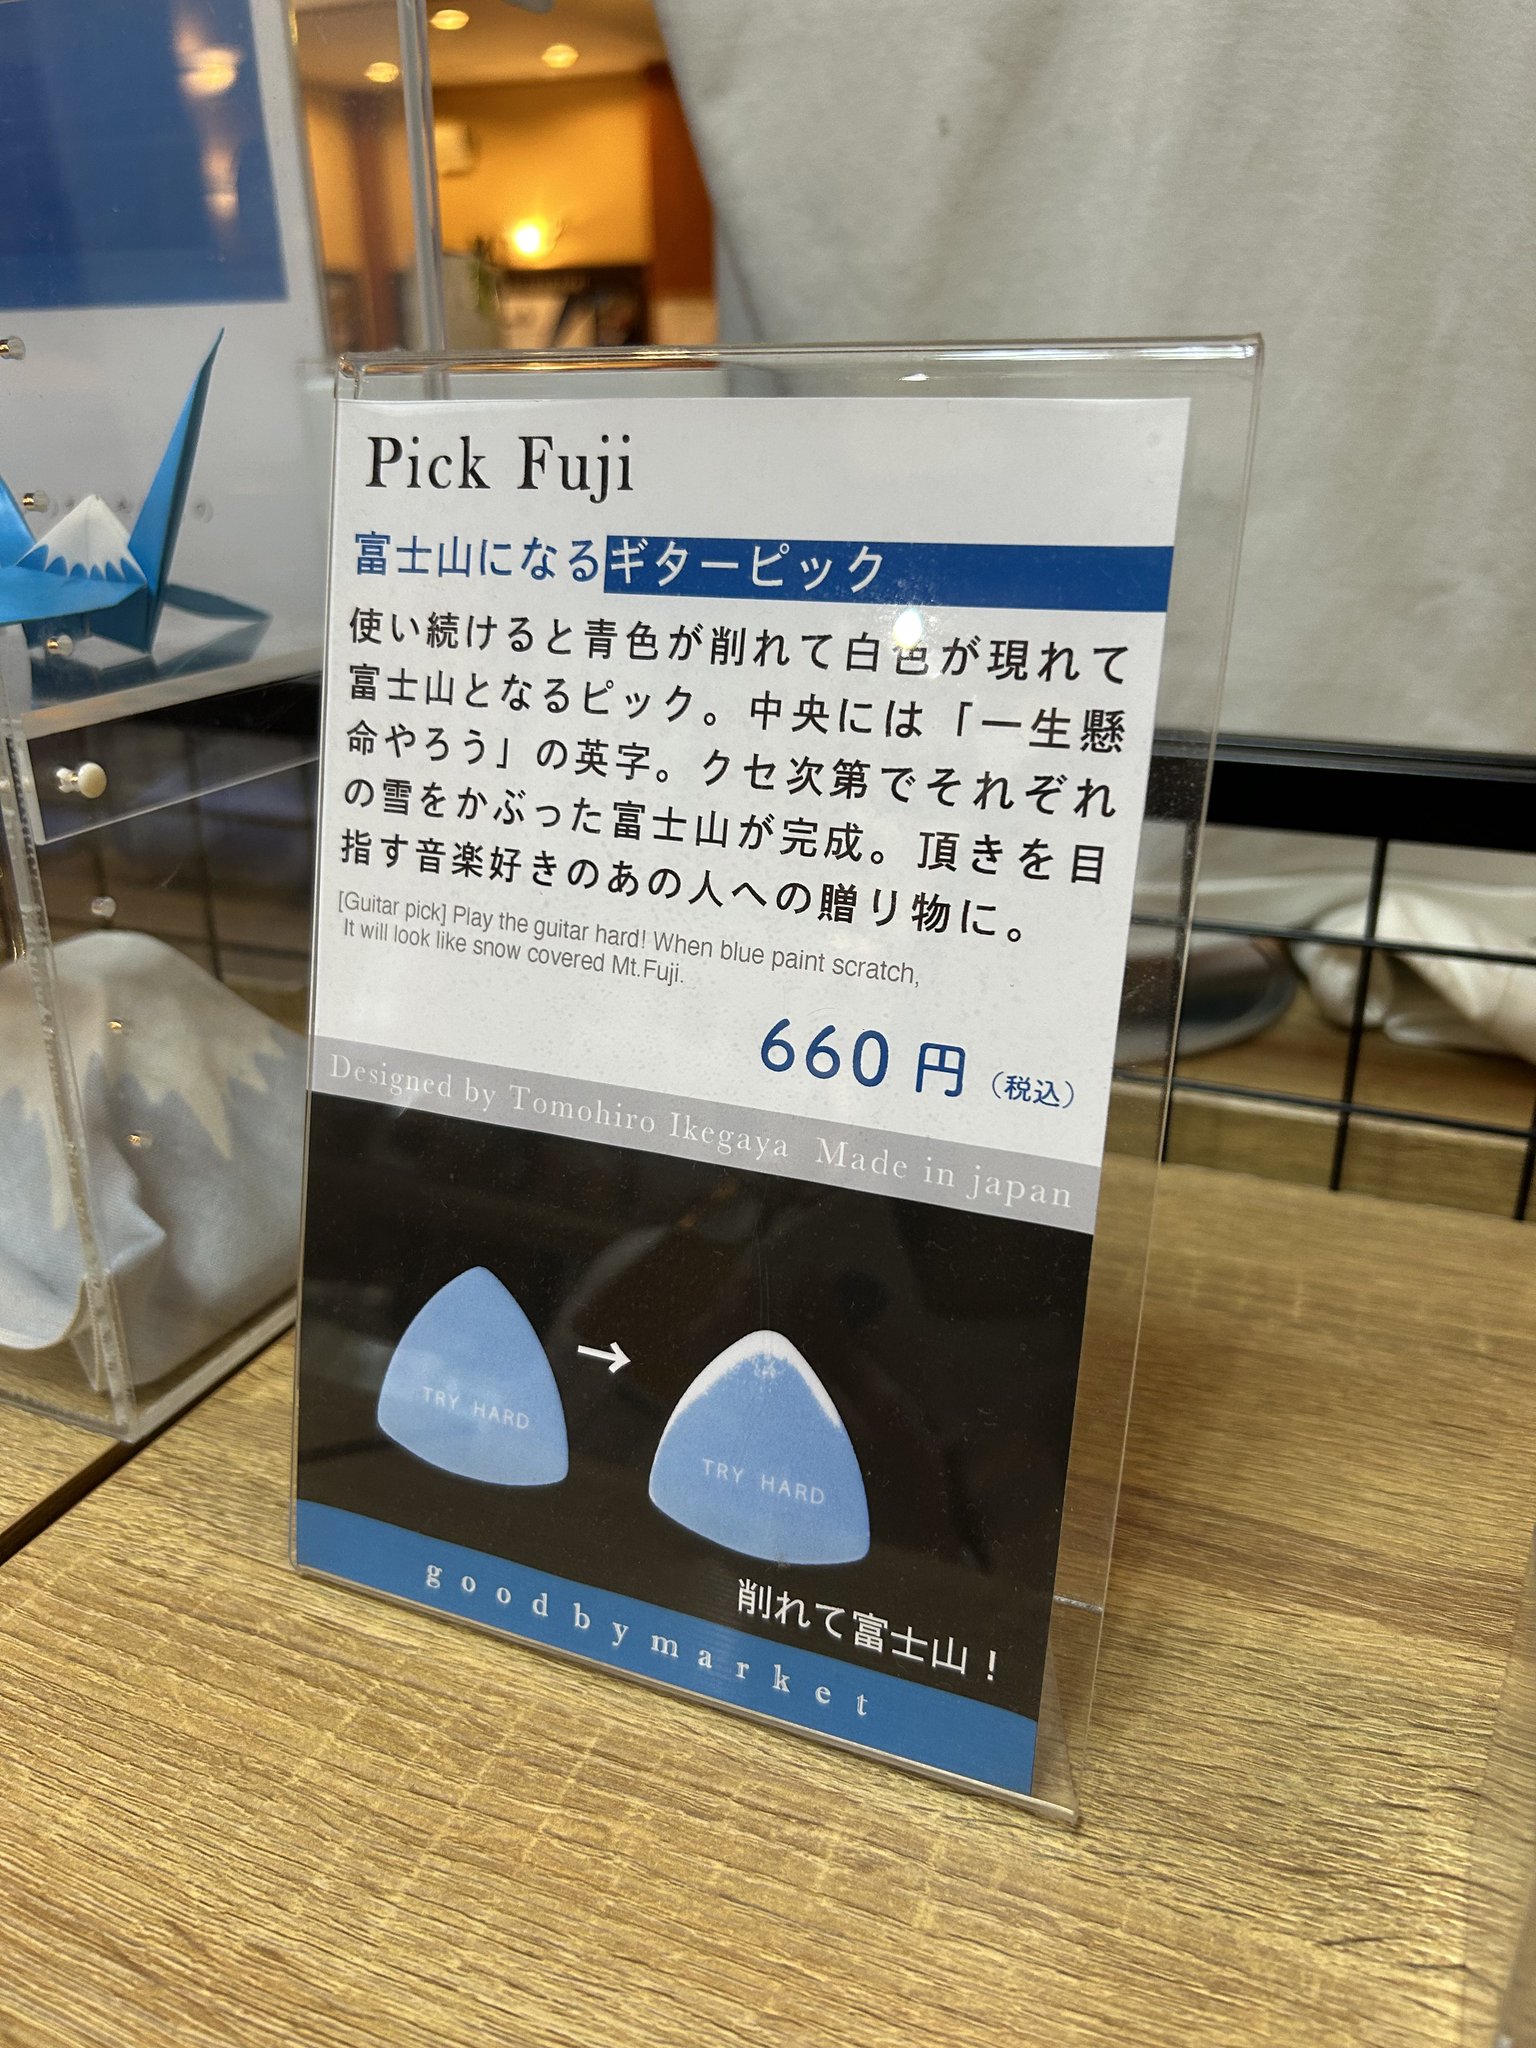 Pick Fuji
富士山になるギターピック
使い続けると青色が削れて白色が現れて
富士山となるピック。中央には「一生懸
命やろう」の英字。クセ次第でそれぞれ
の雪をかぶった富士山が完成。頂きを目
指す音楽好きのあの人への贈り物に。
[Guitar pick] Play the guitar hard! When blue paint scratch,
It will look like snow covered Mt.Fuji.
660円（税込）
Designed by Tomohiro Ikegaya Made in japan
TRY HARD
→
TRY HARD
削れて富士山！
goodbymarket